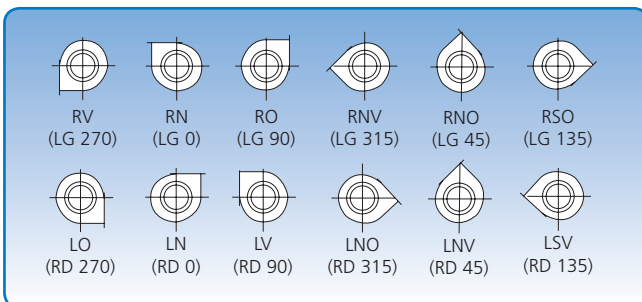 RV RN RO RNV RNO RSO
(LG 270) (LG 0) (LG 90) (LG 315) (LG 45) (LG 135)
LO LN LV LNO LNV LSV
(RD 270) (RD 0) (RD 90) (RD 315) (RD 45) (RD 135)